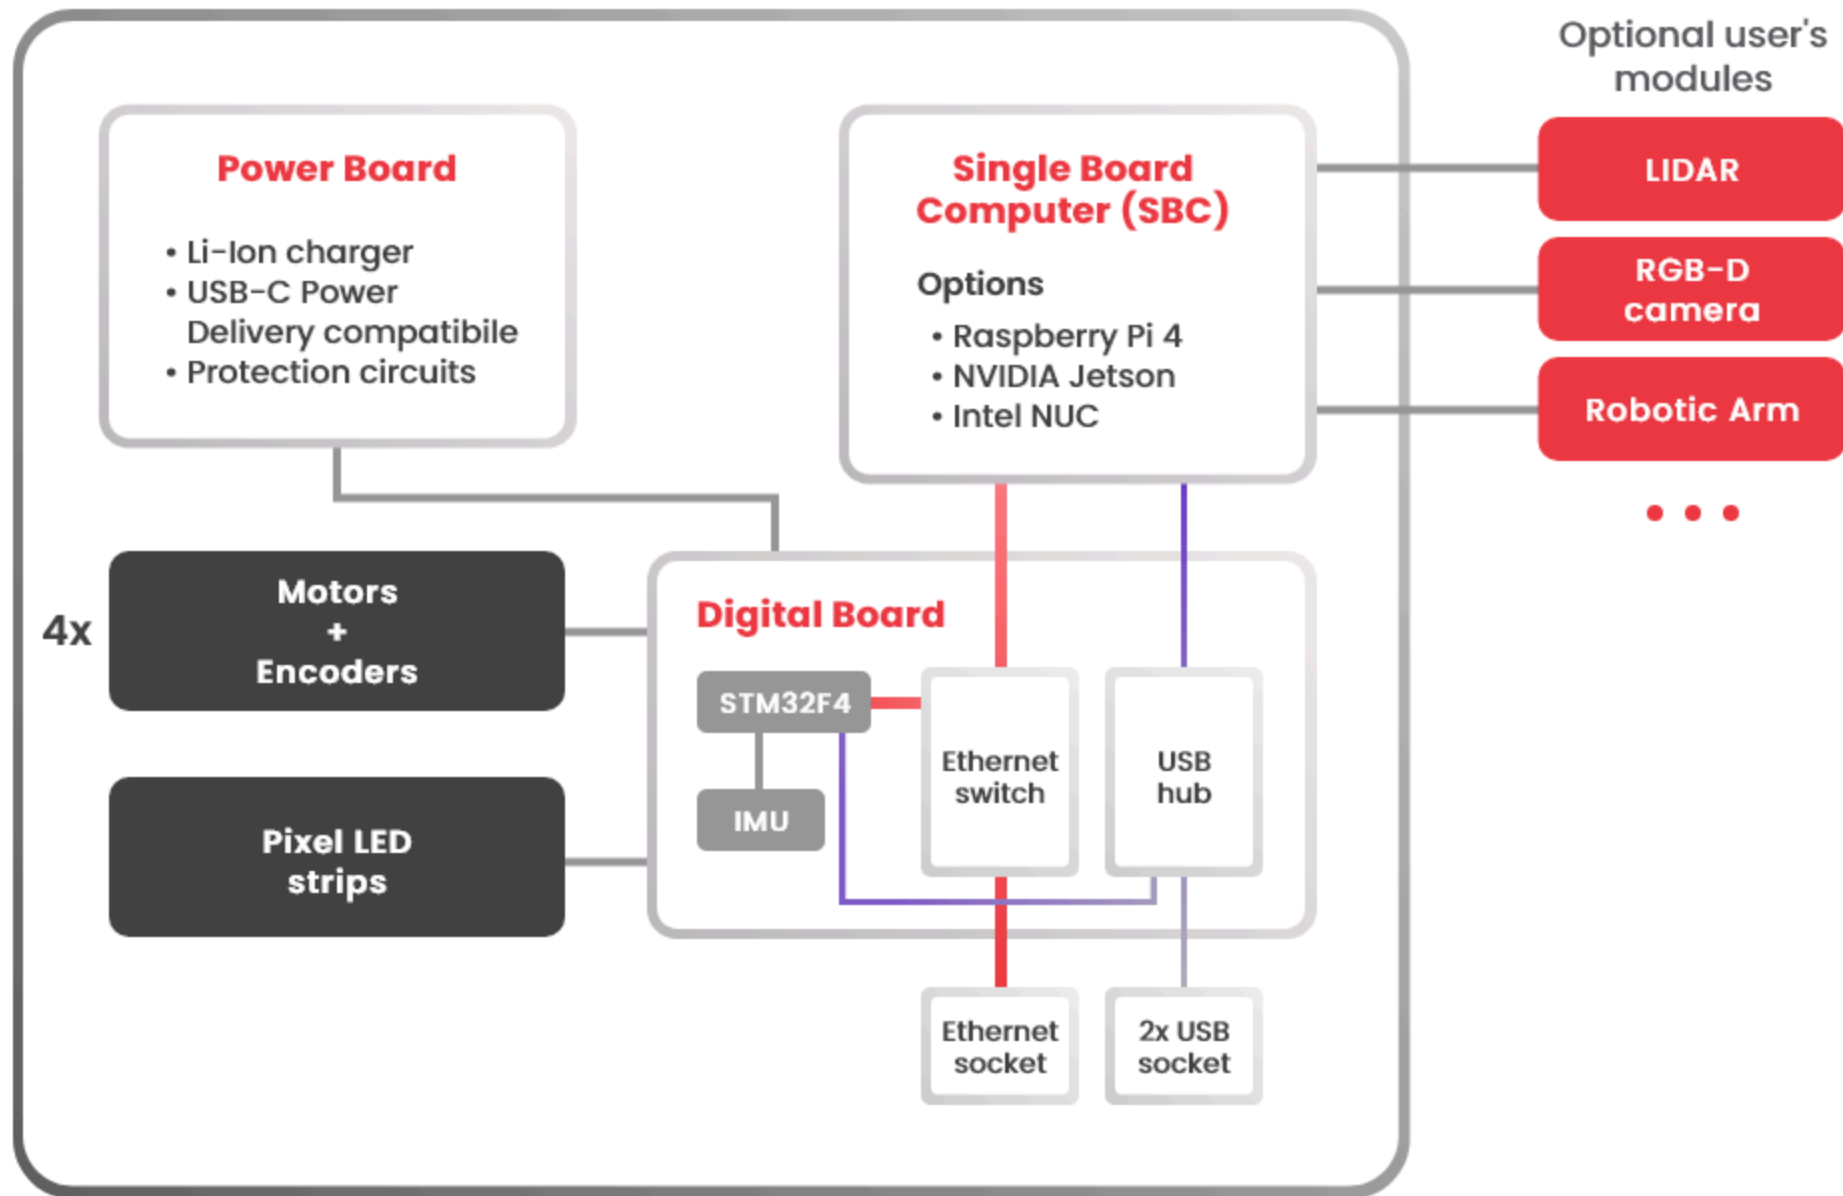 Optional user's
modules
Power Board
• Li-Ion charger
• USB-C Power
Delivery compatibile
• Protection circuits
Single Board
Computer (SBC)
Options
• Raspberry Pi 4
• NVIDIA Jetson
• Intel NUC
LIDAR
RGB-D
camera
Robotic Arm
4x
Motors
+
Encoders
Pixel LED
strips
Digital Board
STM32F4
IMU
Ethernet
switch
USB
hub
Ethernet
socket
2x USB
socket